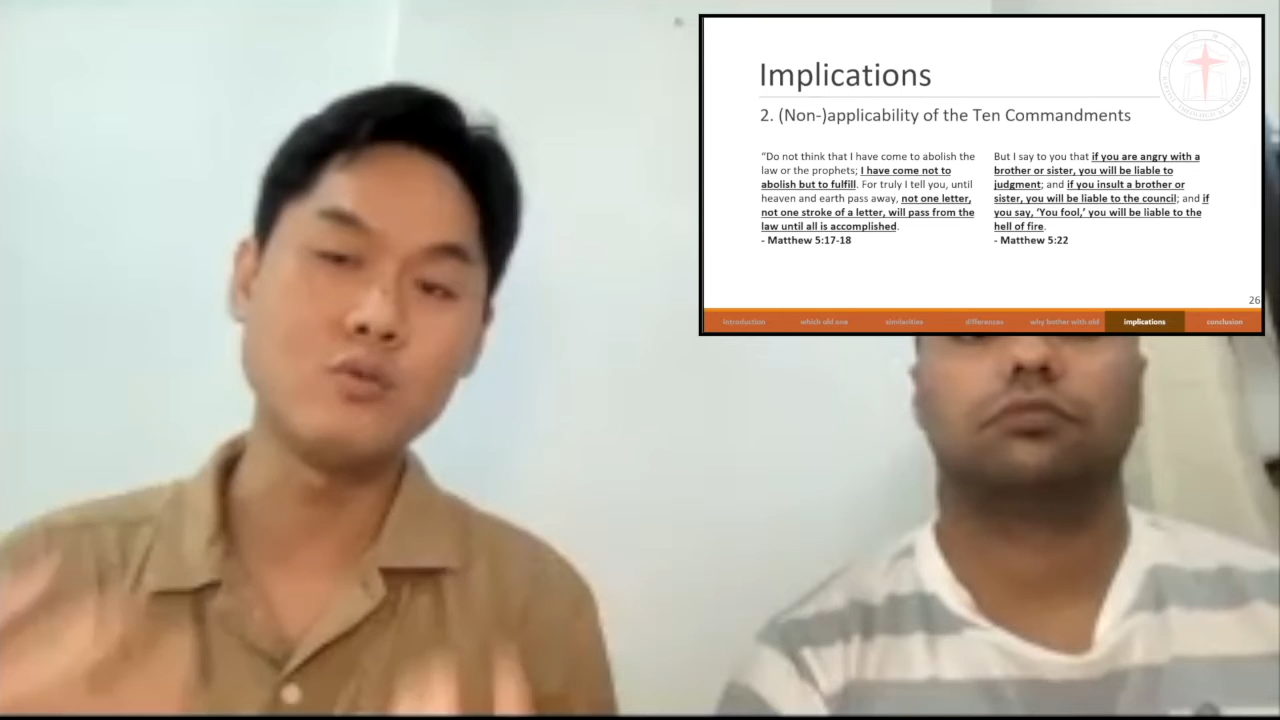 Implications
2. (Non-)applicability of the Ten Commandments
“Do not think that I have come to abolish the
law or the prophets; I have come not to
abolish but to fulfill. For truly I tell you, until
heaven and earth pass away, not one letter,
not one stroke of a letter, will pass from the
law until all is accomplished.
- Matthew 5:17-18
But I say to you that if you are angry with a
brother or sister, you will be liable to
judgment; and if you insult a brother or
sister, you will be liable to the council; and if
you say, ‘You fool,’ you will be liable to the
hell of fire.
- Matthew 5:22
26
introduction which old one similarities differences why bother with old implications conclusion